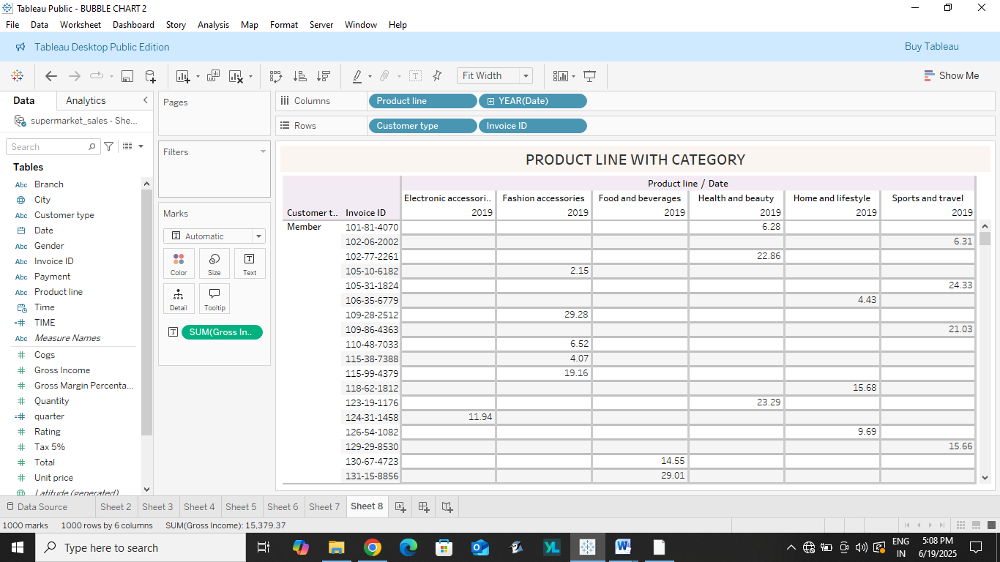 Tableau Public - BUBBLE CHART 2
File Data Worksheet Dashboard Story Analysis Map Format Server Window Help
Tableau Desktop Public Edition Buy Tableau
Fit Width Show Me
Data Analytics
supermarket_sales - She...
Search
Tables
Abc Branch
City
Abc Customer type
Date
Abc Gender
Abc Invoice ID
Abc Payment
Abc Product line
Time
=# TIME
Abc Measure Names
# Cogs
# Gross Income
# Gross Margin Percenta...
# Quantity
=# quarter
# Rating
# Tax 5%
# Total
# Unit price
Latitude (generated)
Pages
Filters
Marks
Automatic
Color Size Text
Detail Tooltip
SUM(Gross In..
Columns Product line YEAR(Date)
Rows Customer type Invoice ID
PRODUCT LINE WITH CATEGORY
Product line / Date
Electronic accessori.. Fashion accessories Food and beverages Health and beauty Home and lifestyle Sports and travel
Customer t.. Invoice ID 2019 2019 2019 2019 2019 2019
Member 101-81-4070 6.28
102-06-2002 6.31
102-77-2261 22.86
105-10-6182 2.15
105-31-1824 24.33
106-35-6779 4.43
109-28-2512 29.28
109-86-4363 21.03
110-48-7033 6.52
115-38-7388 4.07
115-99-4379 19.16
118-62-1812 15.68
123-19-1176 23.29
124-31-1458 11.94
126-54-1082 9.69
129-29-8530 15.66
130-67-4723 14.55
131-15-8856 29.01
Data Source Sheet 2 Sheet 3 Sheet 4 Sheet 5 Sheet 6 Sheet 7 Sheet 8
1000 marks 1000 rows by 6 columns SUM(Gross Income): 15,379.37
Type here to search
YL
W
ENG
IN
5:08 PM
6/19/2025